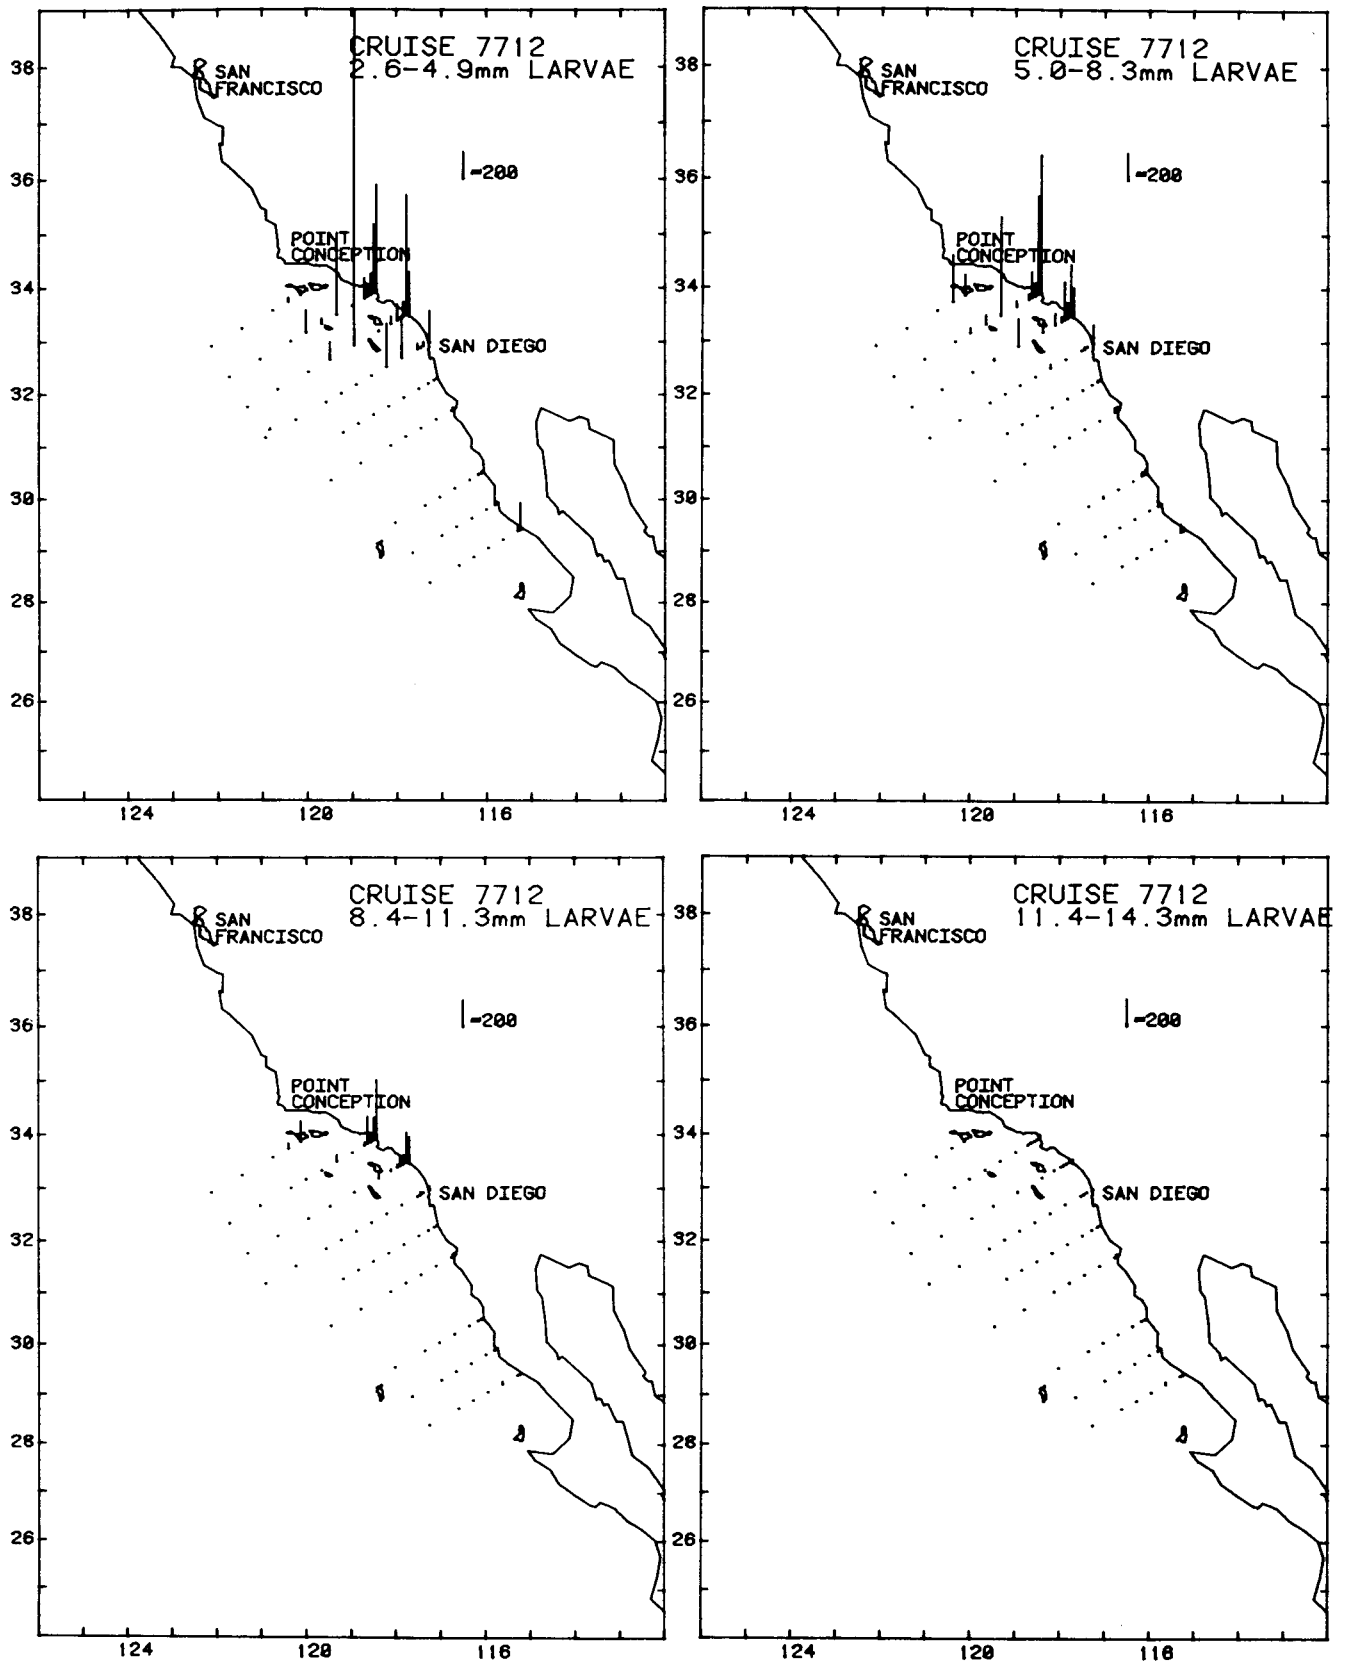 CRUISE 7712
2.6-4.9mm LARVAE
38
SAN
FRANCISCO
36
-200
POINT
CONCEPTION
34
SAN DIEGO
32
30
28
26
124
120
116
CRUISE 7712
5.0-8.3mm LARVAE
38
SAN
FRANCISCO
36
-200
POINT
CONCEPTION
34
SAN DIEGO
32
30
28
26
124
120
116
CRUISE 7712
8.4-11.3mm LARVAE
38
SAN
FRANCISCO
36
-200
POINT
CONCEPTION
34
SAN DIEGO
32
30
28
26
124
120
116
CRUISE 7712
11.4-14.3mm LARVAE
38
SAN
FRANCISCO
36
-200
POINT
CONCEPTION
34
SAN DIEGO
32
30
28
26
124
120
116